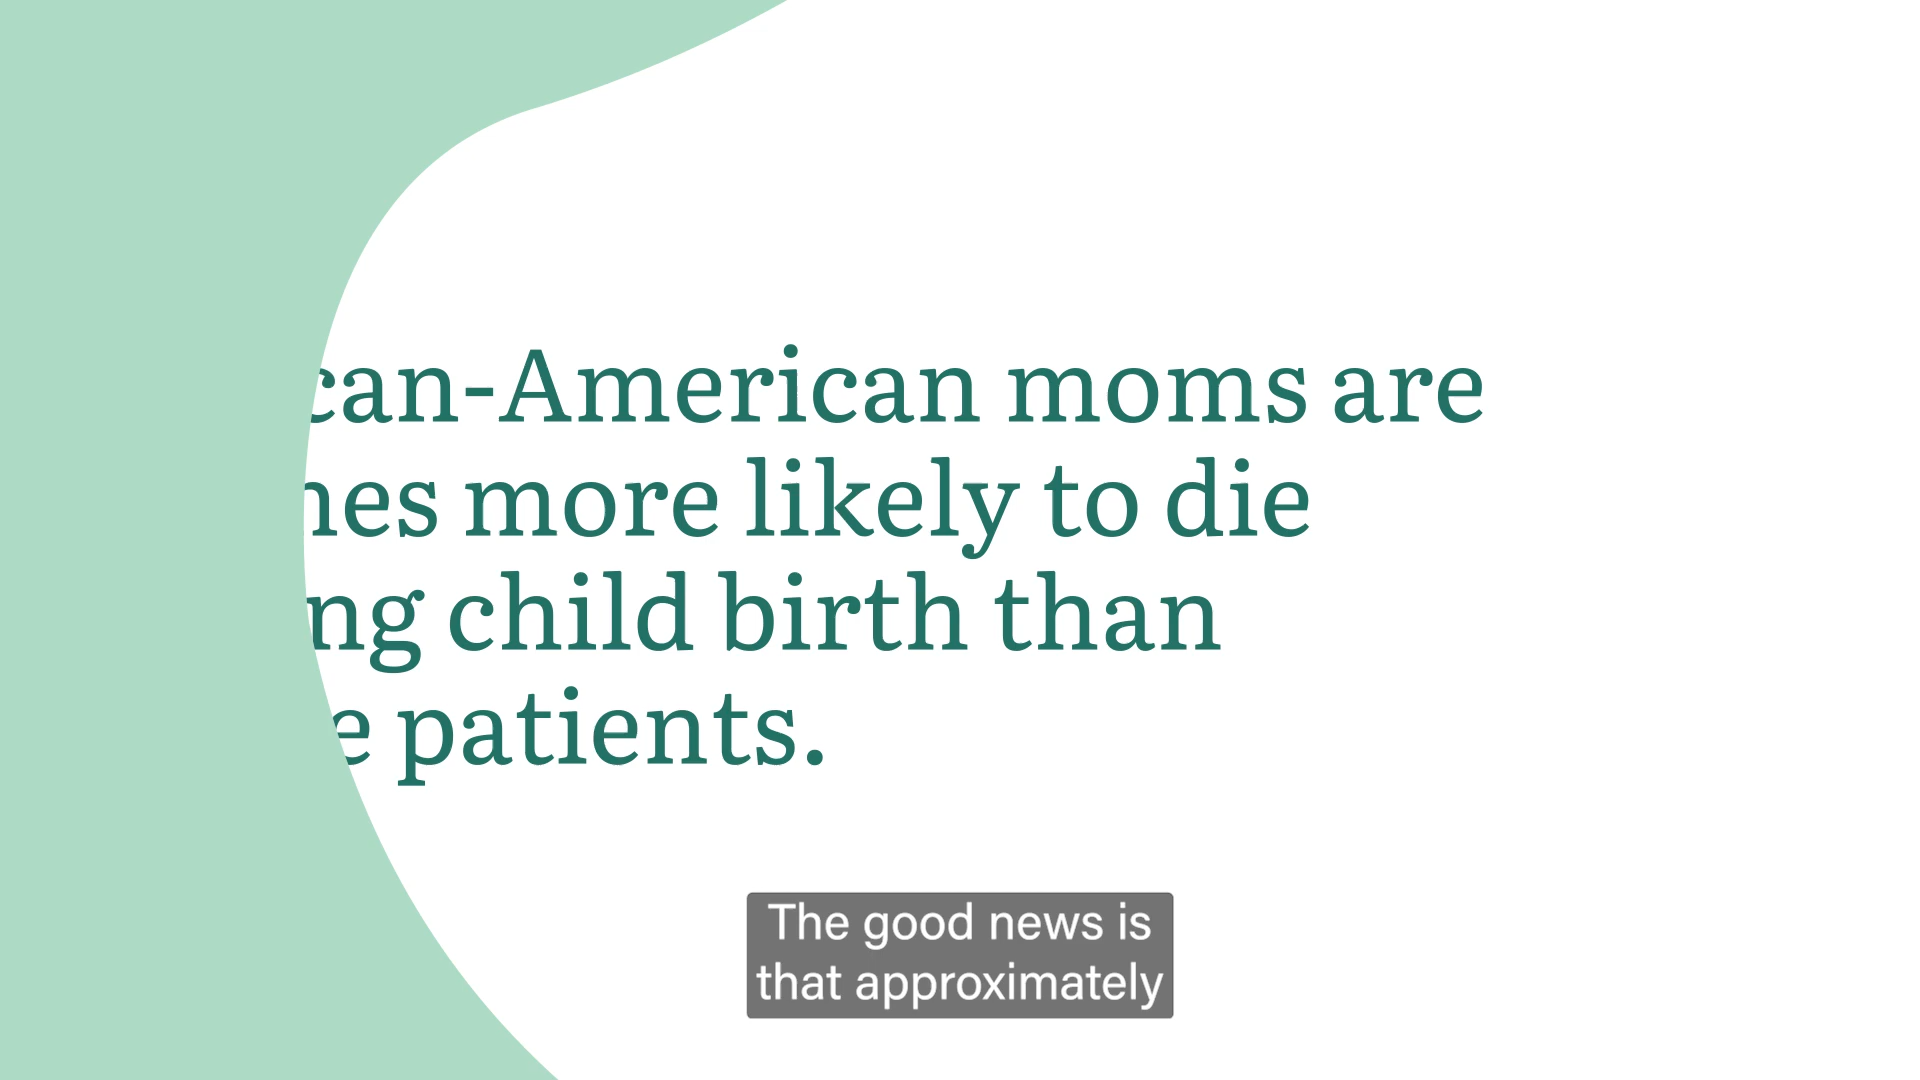 can-American moms are
nes more likely to die
ng child birth than
e patients.
The good news is
that approximately